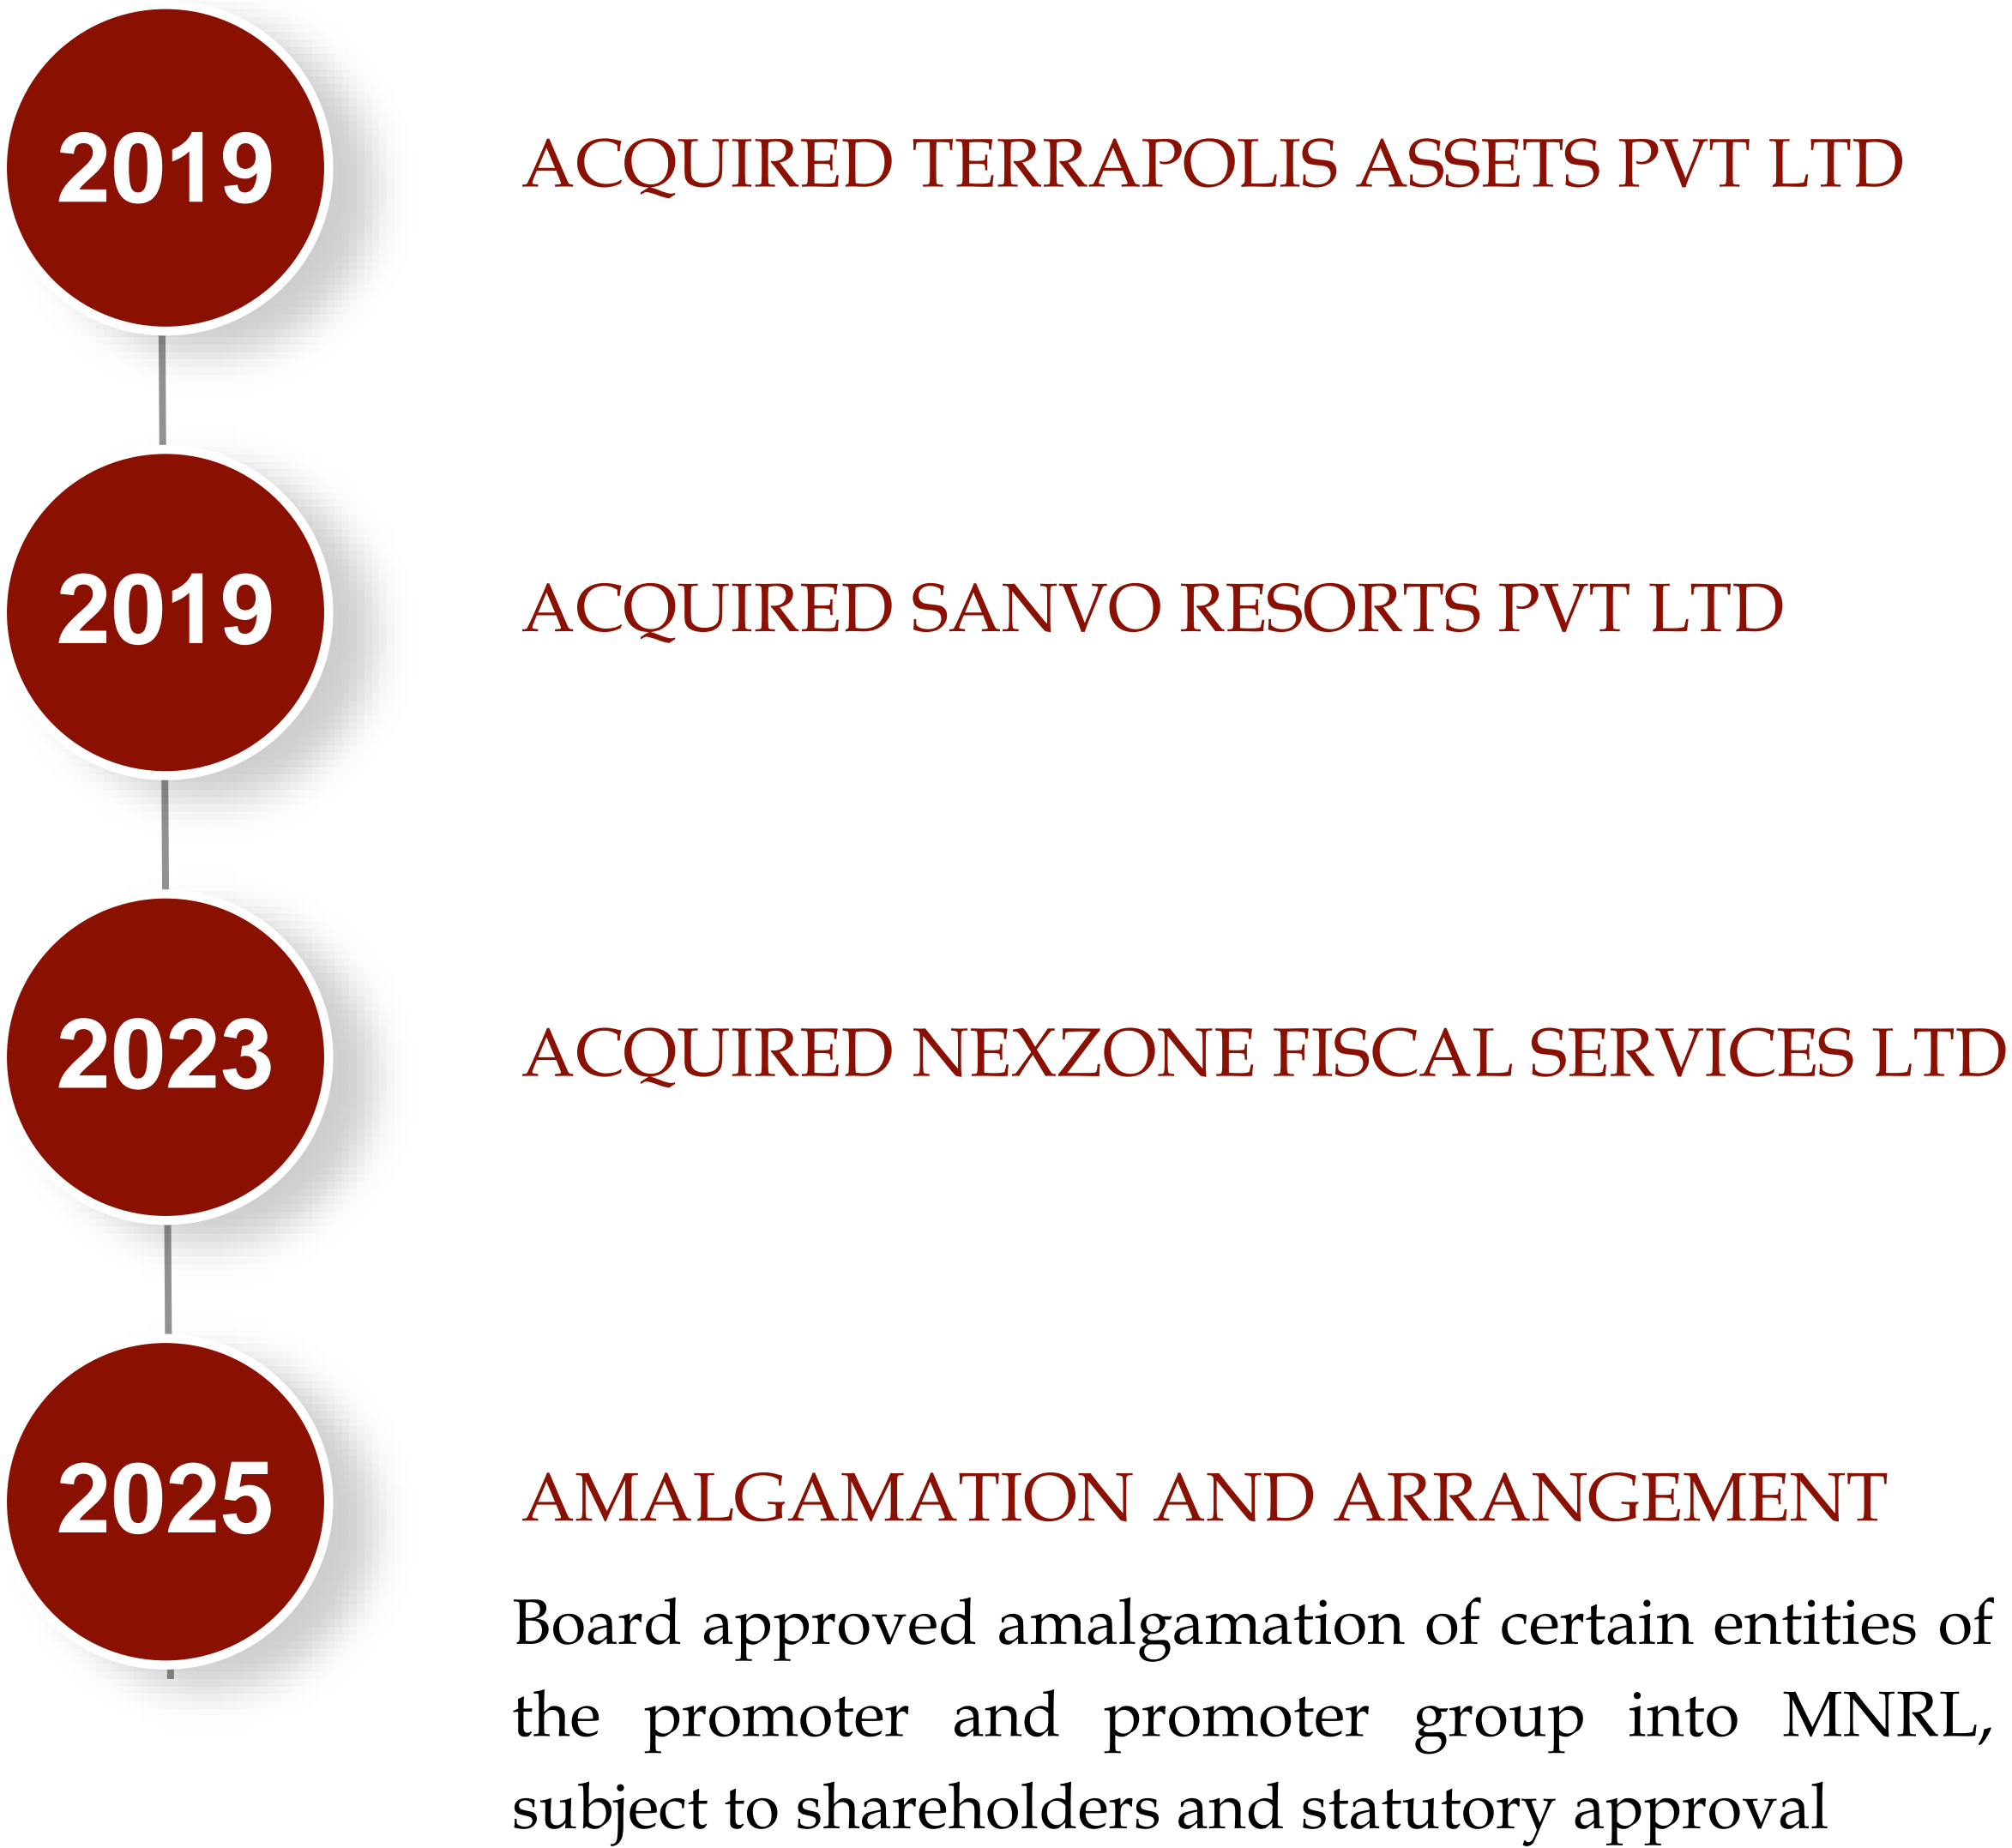 2019
ACQUIRED TERRAPOLIS ASSETS PVT LTD
2019
ACQUIRED SANVO RESORTS PVT LTD
2023
ACQUIRED NEXZONE FISCAL SERVICES LTD
2025
AMALGAMATION AND ARRANGEMENT
Board approved amalgamation of certain entities of
the promoter and promoter group into MNRL,
subject to shareholders and statutory approval